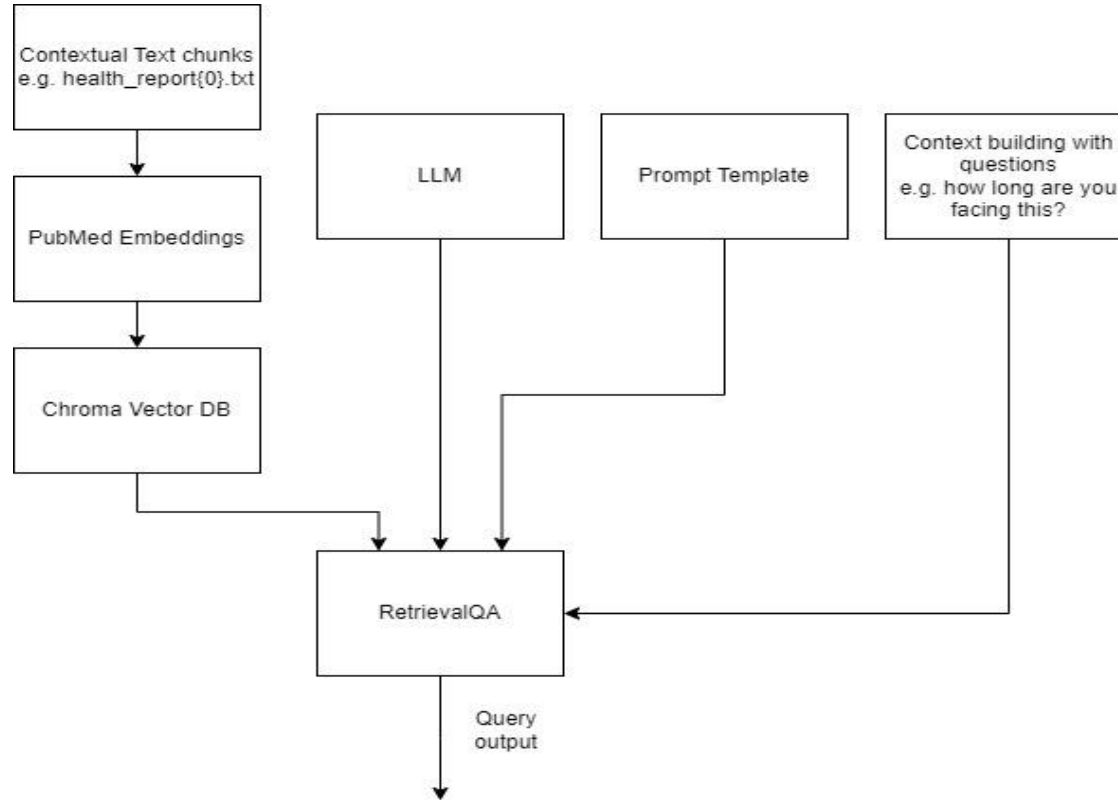 Contextual Text chunks
e.g. health_report{0}.txt
LLM
Prompt Template
Context building with
questions
e.g. how long are you
facing this?
PubMed Embeddings
Chroma Vector DB
RetrievalQA
Query
output